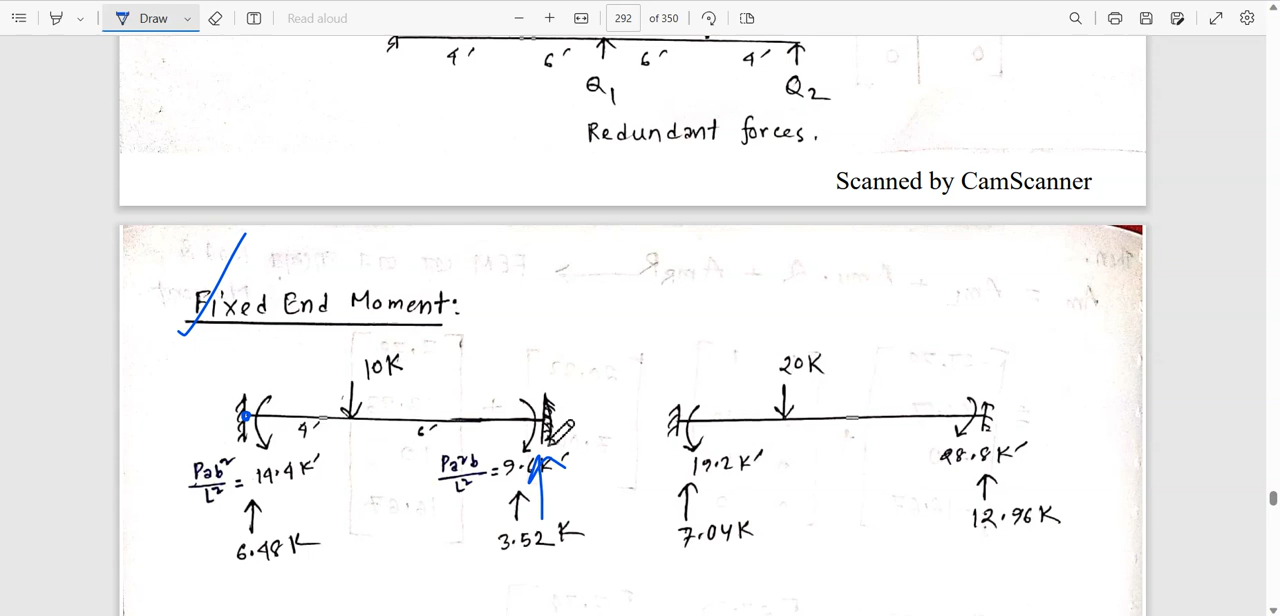 Draw
Read aloud
292 of 350
4' 6' 6' 4'
Q1 Q2
Redundant forces.
Scanned by CamScanner
Fixed End Moment:
10K 20K
4' 6'
Pab²/L² = 14.4K' Pa²b/L² = 9.6K' 19.2K' 28.8K'
6.48K 3.52K 7.04K 12.96K